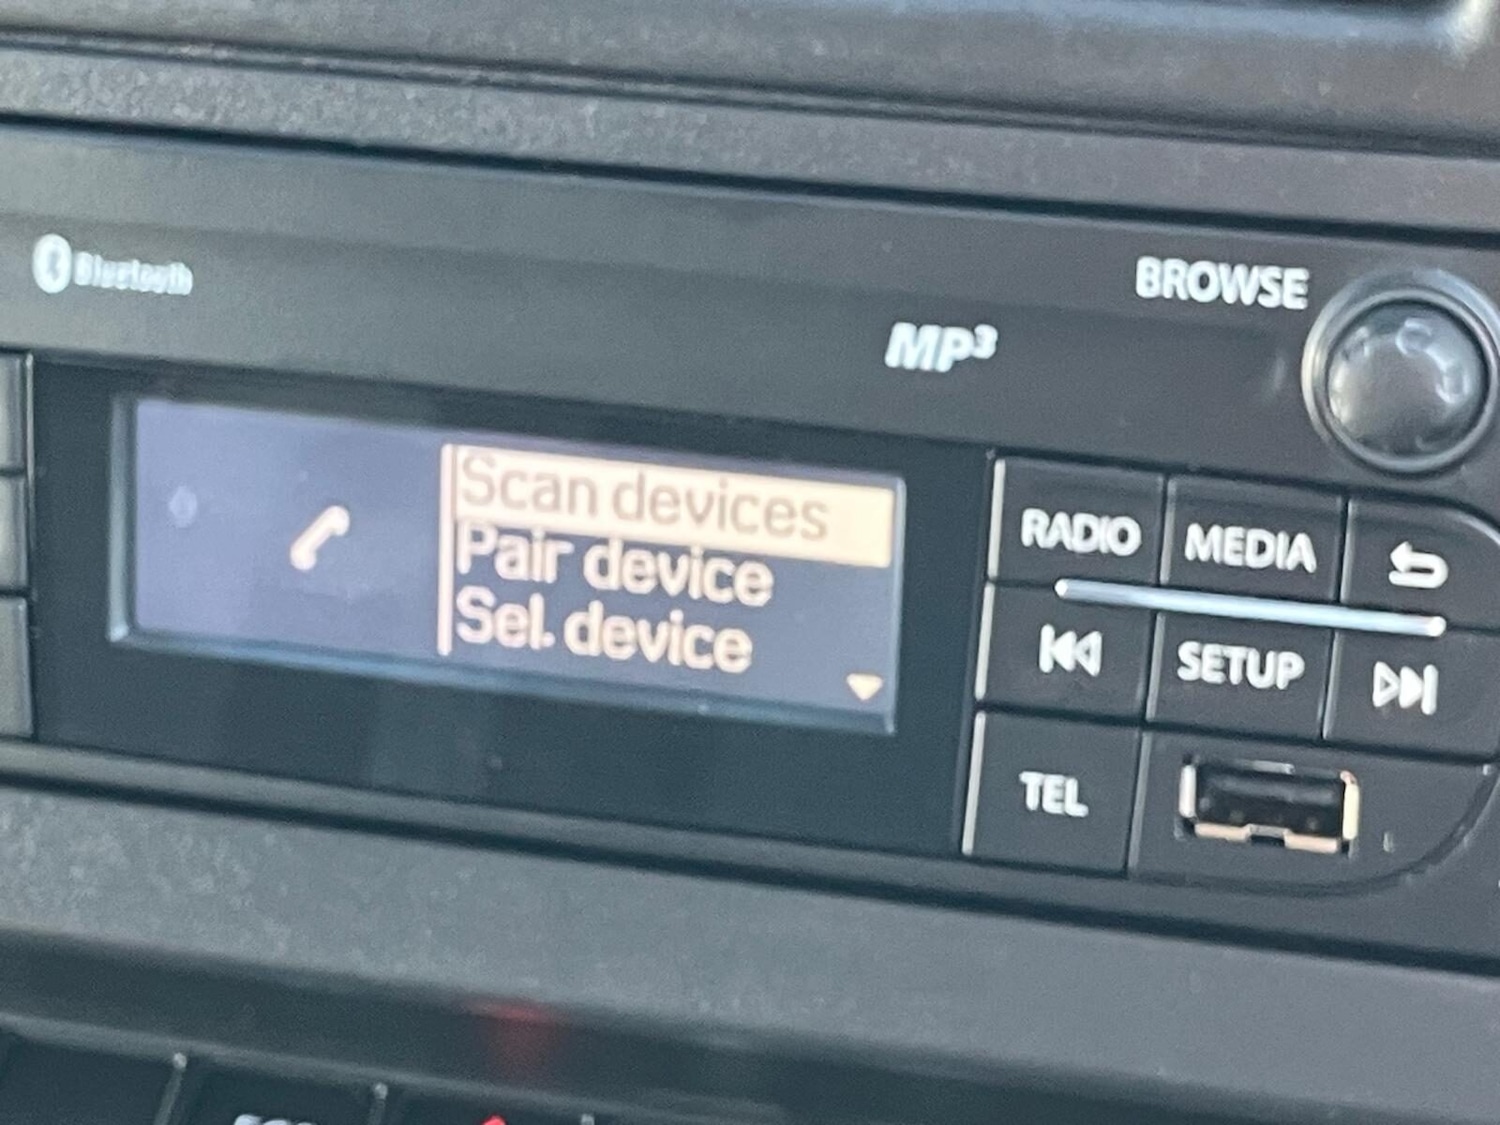 Bluetooth
BROWSE
MP3
Scan devices
Pair device
Sel. device
RADIO
MEDIA
SETUP
TEL